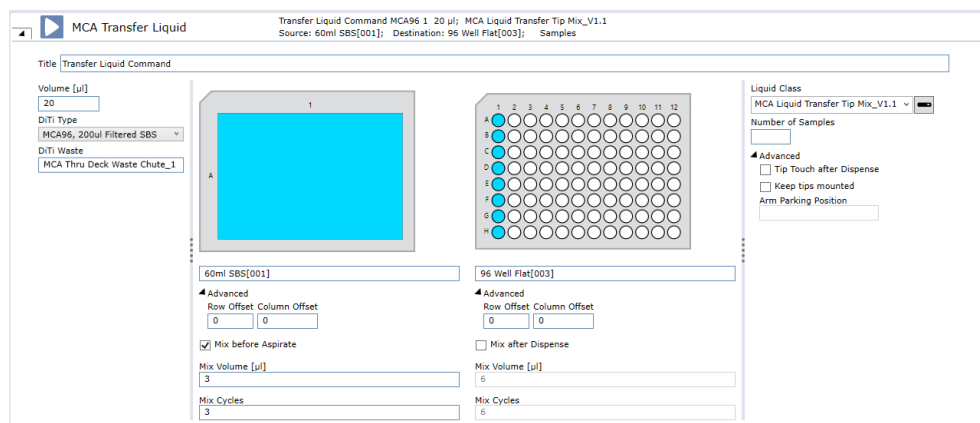 MCA Transfer Liquid
Transfer Liquid Command MCA96 1 20 µl; MCA Liquid Transfer Tip Mix_V1.1
Source: 60ml SBS[001]; Destination: 96 Well Flat[003]; Samples
Title Transfer Liquid Command
Volume [µl]
20
DiTi Type
MCA96, 200ul Filtered SBS
DiTi Waste
MCA Thru Deck Waste Chute_1
1
A
60ml SBS[001]
Advanced
Row Offset Column Offset
0 0
Mix before Aspirate
Mix Volume [µl]
3
Mix Cycles
3
1 2 3 4 5 6 7 8 9 10 11 12
A
B
C
D
E
F
G
H
96 Well Flat[003]
Advanced
Row Offset Column Offset
0 0
Mix after Dispense
Mix Volume [µl]
6
Mix Cycles
6
Liquid Class
MCA Liquid Transfer Tip Mix_V1.1
Number of Samples
Advanced
Tip Touch after Dispense
Keep tips mounted
Arm Parking Position